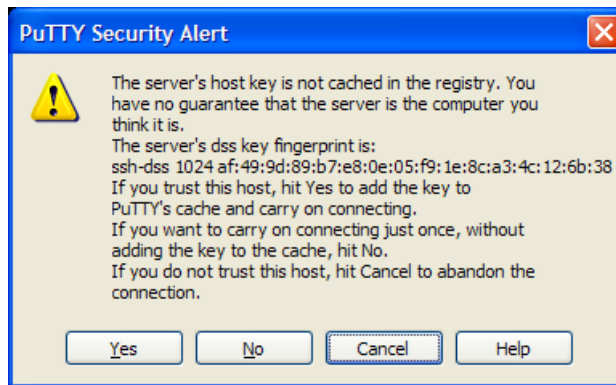 PuTTY Security Alert
The server's host key is not cached in the registry. You
have no guarantee that the server is the computer you
think it is.
The server's dss key fingerprint is:
ssh-dss 1024 af:49:9d:89:b7:e8:0e:05:f9:1e:8c:a3:4c:12:6b:38
If you trust this host, hit Yes to add the key to
PuTTY's cache and carry on connecting.
If you want to carry on connecting just once, without
adding the key to the cache, hit No.
If you do not trust this host, hit Cancel to abandon the
connection.
Yes No Cancel Help